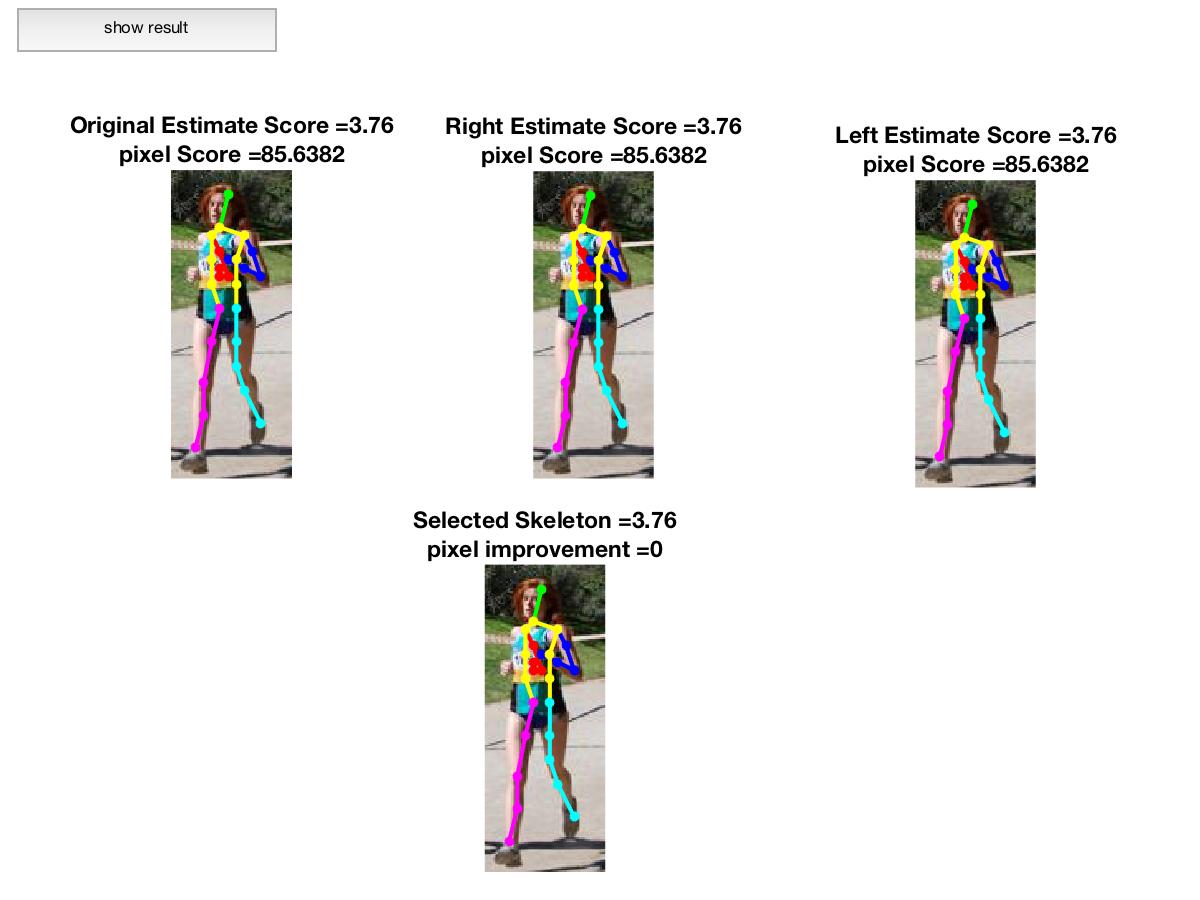 show result
Original Estimate Score =3.76
pixel Score =85.6382
Right Estimate Score =3.76
pixel Score =85.6382
Left Estimate Score =3.76
pixel Score =85.6382
Selected Skeleton =3.76
pixel improvement =0